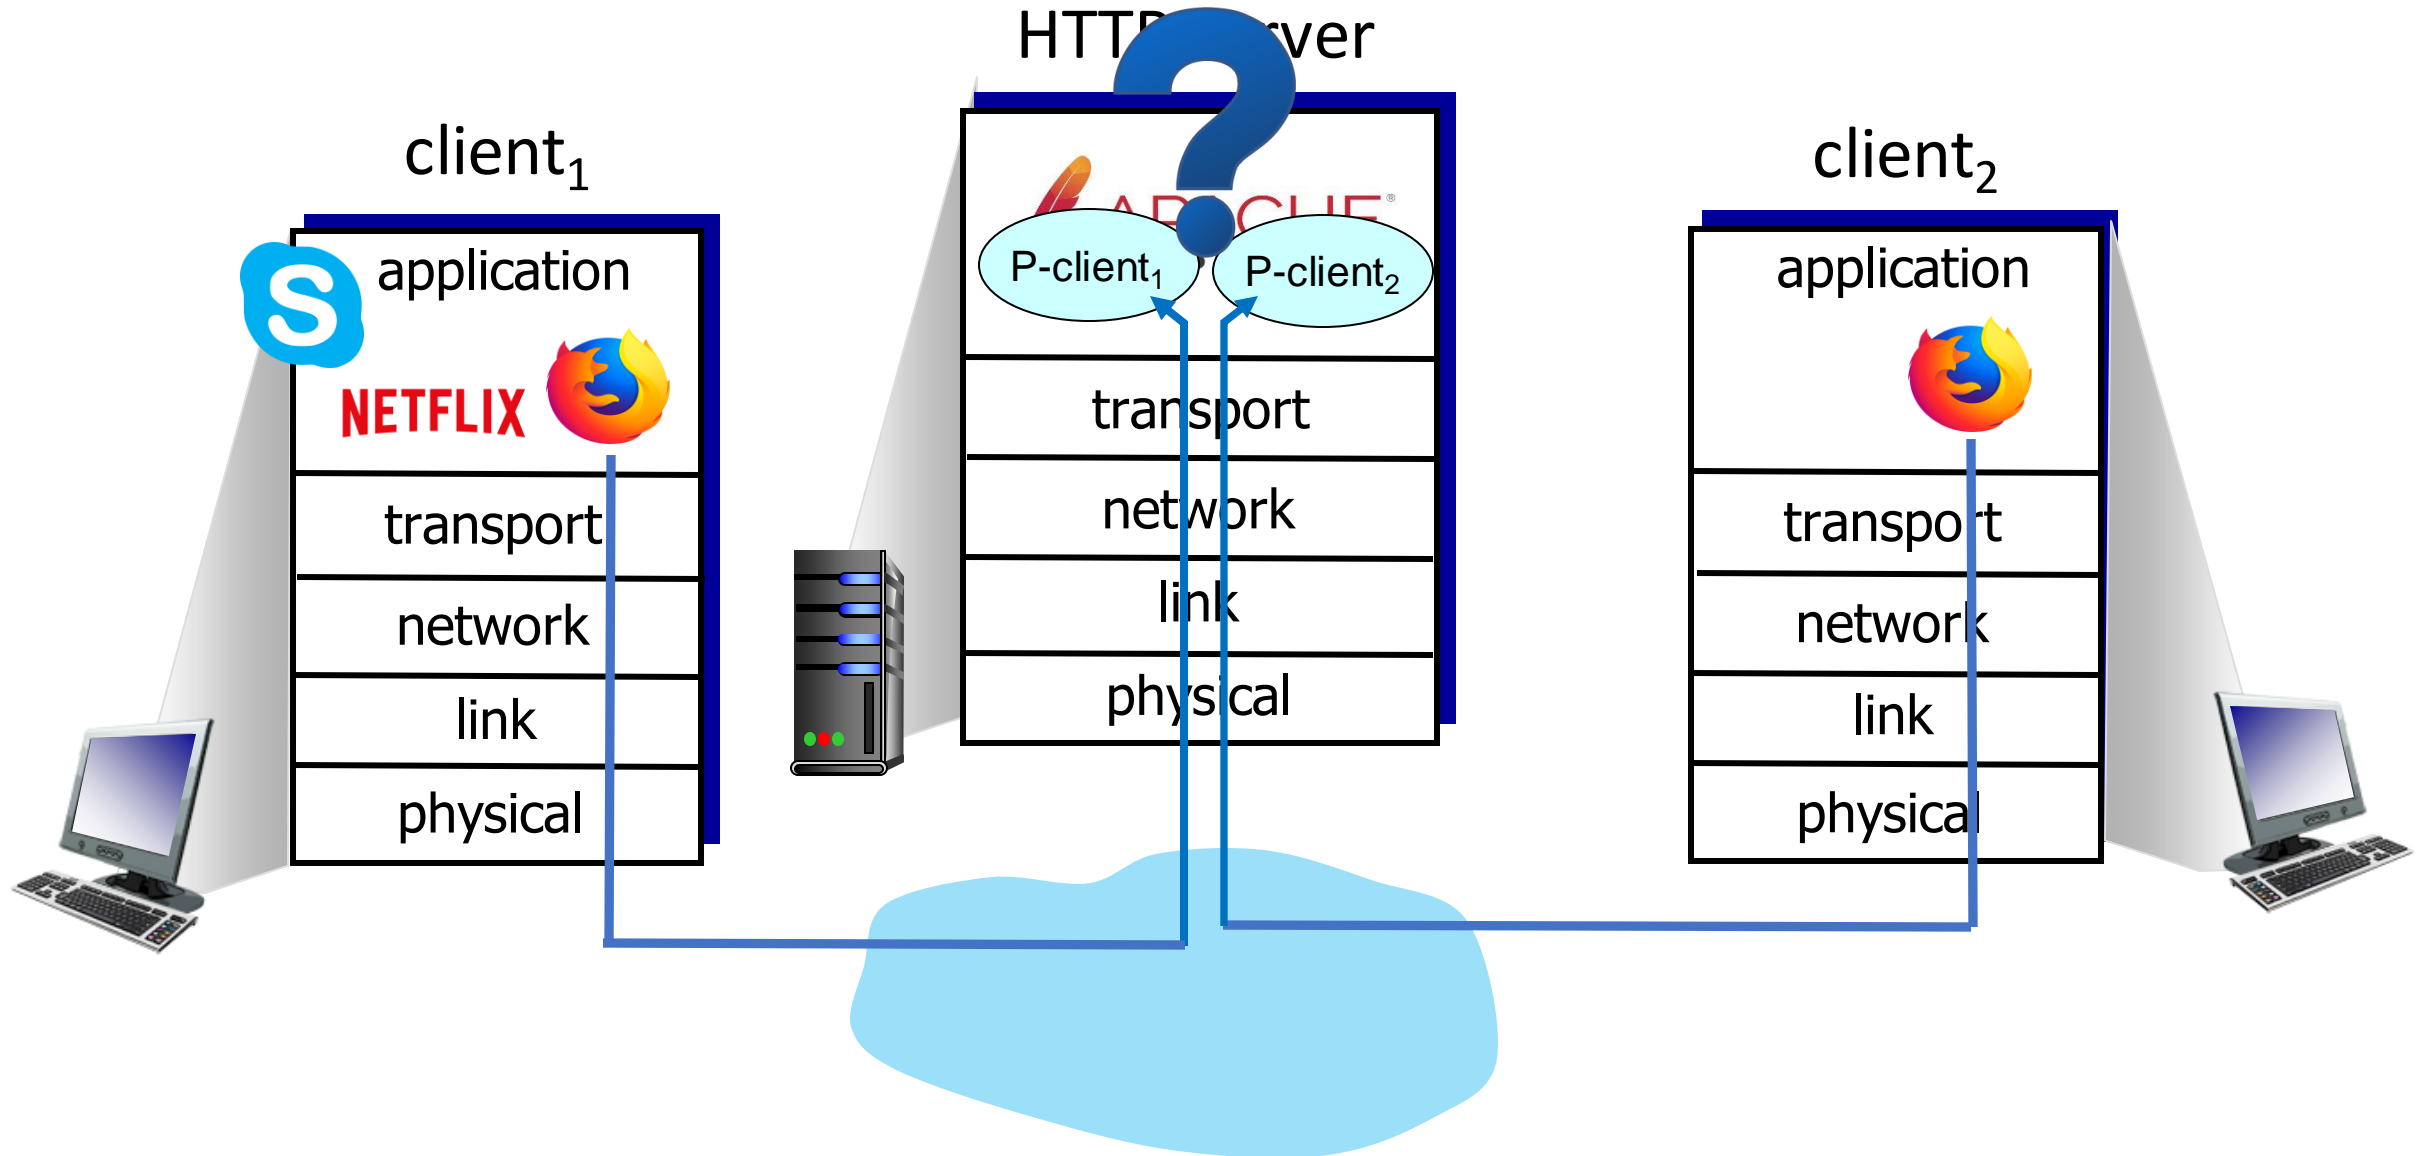 HTTP server
client1
application
NETFLIX
transport
network
link
physical
APACHE®
P-client1
P-client2
transport
network
link
physical
client2
application
transport
network
link
physical